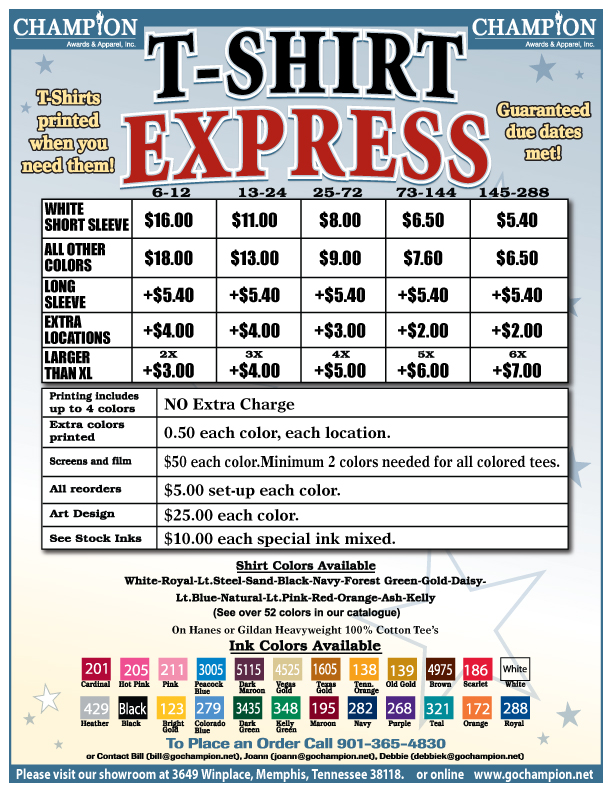 CHAMPION
Awards & Apparel, Inc.
CHAMPION
Awards & Apparel, Inc.
T-SHIRT
EXPRESS
T-Shirts
printed
when you
need them!
Guaranteed
due dates
met!
6-12 13-24 25-72 73-144 145-288
WHITE
SHORT SLEEVE $16.00 $11.00 $8.00 $6.50 $5.40
ALL OTHER
COLORS $18.00 $13.00 $9.00 $7.60 $6.50
LONG
SLEEVE +$5.40 +$5.40 +$5.40 +$5.40 +$5.40
EXTRA
LOCATIONS +$4.00 +$4.00 +$3.00 +$2.00 +$2.00
LARGER 2X 3X 4X 5X 6X
THAN XL +$3.00 +$4.00 +$5.00 +$6.00 +$7.00
Printing includes
up to 4 colors NO Extra Charge
Extra colors
printed 0.50 each color, each location.
Screens and film $50 each color.Minimum 2 colors needed for all colored tees.
All reorders $5.00 set-up each color.
Art Design $25.00 each color.
See Stock Inks $10.00 each special ink mixed.
Shirt Colors Available
White-Royal-Lt.Steel-Sand-Black-Navy-Forest Green-Gold-Daisy-
Lt.Blue-Natural-Lt.Pink-Red-Orange-Ash-Kelly
(See over 52 colors in our catalogue)
On Hanes or Gildan Heavyweight 100% Cotton Tee's
Ink Colors Available
201 205 211 3005 5115 4525 1605 138 139 4975 186 White
Cardinal Hot Pink Pink Peacock Blue Dark Maroon Vegas Gold Texas Gold Tenn. Orange Old Gold Brown Scarlet White
429 Black 123 279 3435 348 195 282 268 321 172 288
Heather Black Bright Gold Colorado Blue Dark Green Kelly Green Maroon Navy Purple Teal Orange Royal
To Place an Order Call 901-365-4830
or Contact Bill (bill@gochampion.net), Joann (joann@gochampion.net), Debbie (debbiek@gochampion.net)
Please visit our showroom at 3649 Winplace, Memphis, Tennessee 38118. or online www.gochampion.net